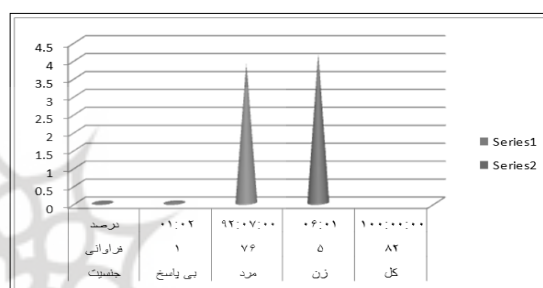 4.5
4
3.5
3
2.5
2
1.5
1
0.5
0
Series1
Series2
درصد ۰۱:۰۲ ۹۲:۰۷:۰۰ ۰۶:۰۱ ۱۰۰:۰۰:۰۰
فراوانی ۱ ۷۶ ۵ ۸۲
جنسیت بی پاسخ مرد زن کل